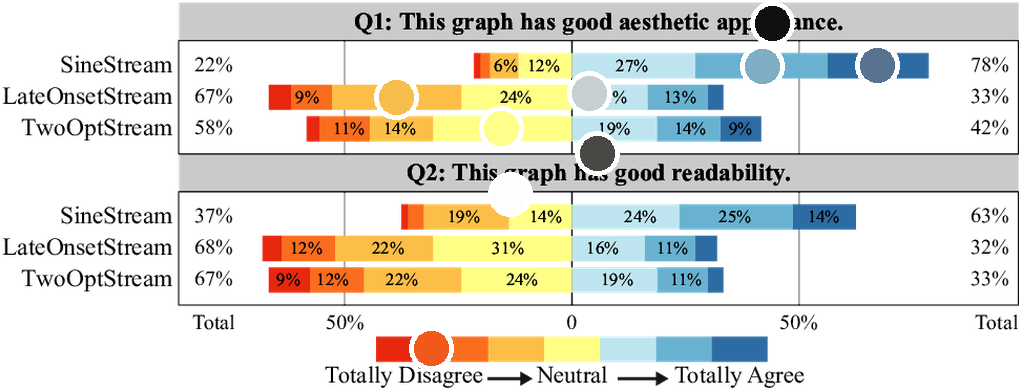 Q1: This graph has good aesthetic
SineStream 22% 6% 12% 27% 78%
LateOnsetStream 67% 9% 24% 13% 33%
TwoOptStream 58% 11% 14% 19% 14% 9% 42%
Q2: This graph has good readability.
SineStream 37% 19% 14% 24% 25% 14% 63%
LateOnsetStream 68% 12% 22% 31% 16% 11% 32%
TwoOptStream 67% 9% 12% 22% 24% 19% 11% 33%
Total 50% 0 50% Total
Totally Disagree Neutral Totally Agree